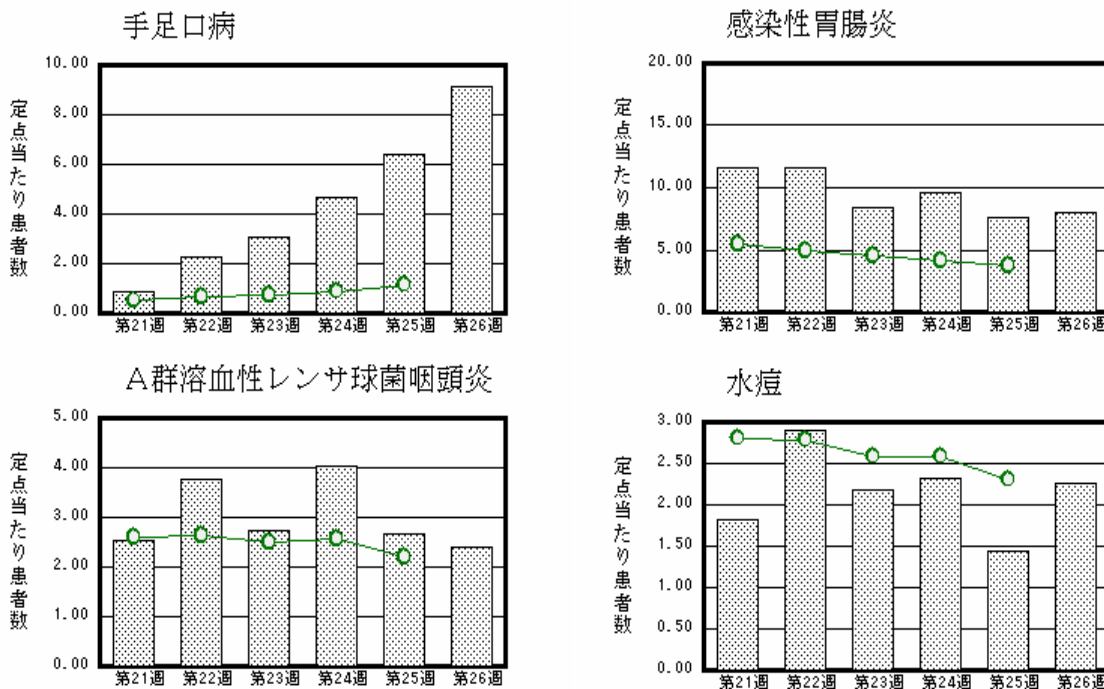 手足口病
定点当たり患者数
10.00
8.00
6.00
4.00
2.00
0.00
第21週 第22週 第23週 第24週 第25週 第26週
感染性胃腸炎
定点当たり患者数
20.00
15.00
10.00
5.00
0.00
第21週 第22週 第23週 第24週 第25週 第26週
A群溶血性レンサ球菌咽頭炎
定点当たり患者数
5.00
4.00
3.00
2.00
1.00
0.00
第21週 第22週 第23週 第24週 第25週 第26週
水痘
定点当たり患者数
3.00
2.50
2.00
1.50
1.00
0.50
0.00
第21週 第22週 第23週 第24週 第25週 第26週